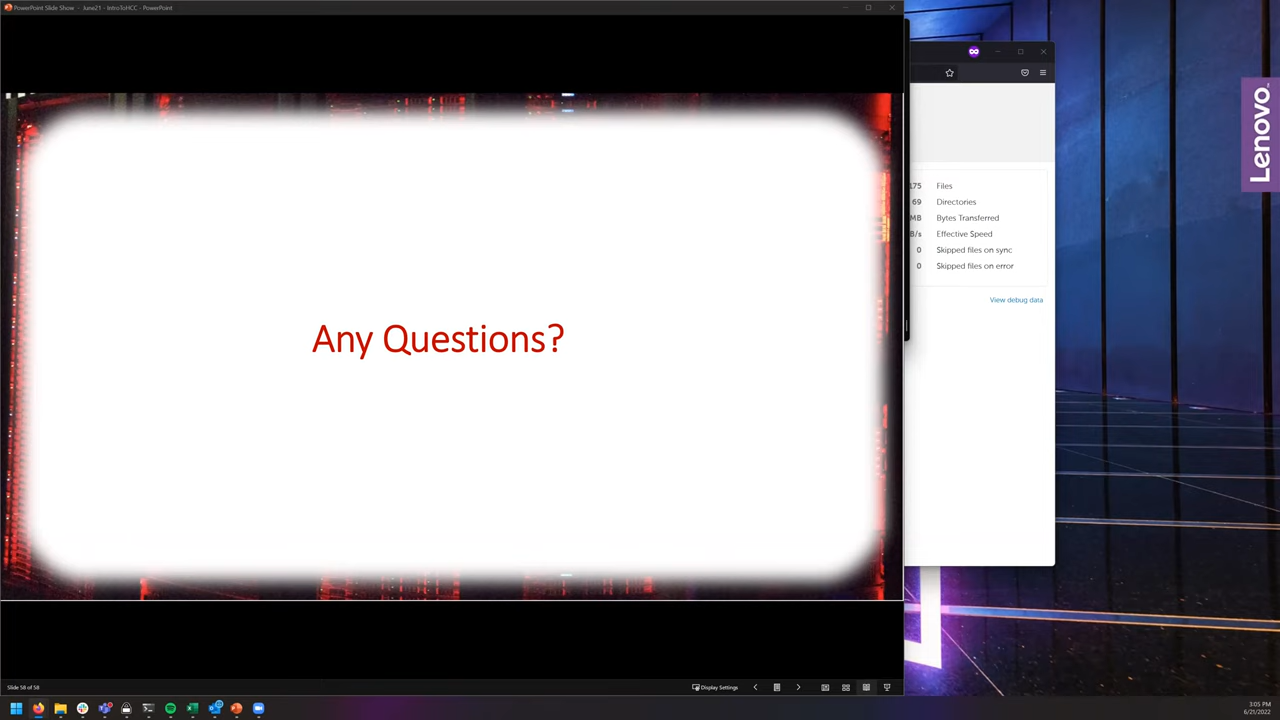 PowerPoint Slide Show - June21 - IntroToHCC - PowerPoint
Any Questions?
Slide 58 of 58
Display Settings
175 Files
69 Directories
MB Bytes Transferred
B/s Effective Speed
0 Skipped files on sync
0 Skipped files on error
View debug data
Lenovo
3:05 PM
6/21/2022